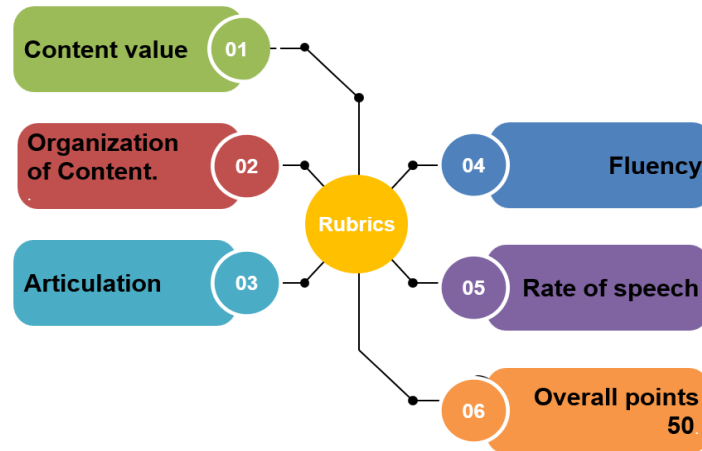 Content value
01
Organization
of Content.
.
02
Articulation
03
Rubrics
04
Fluency
05
Rate of speech
06
Overall points
50.